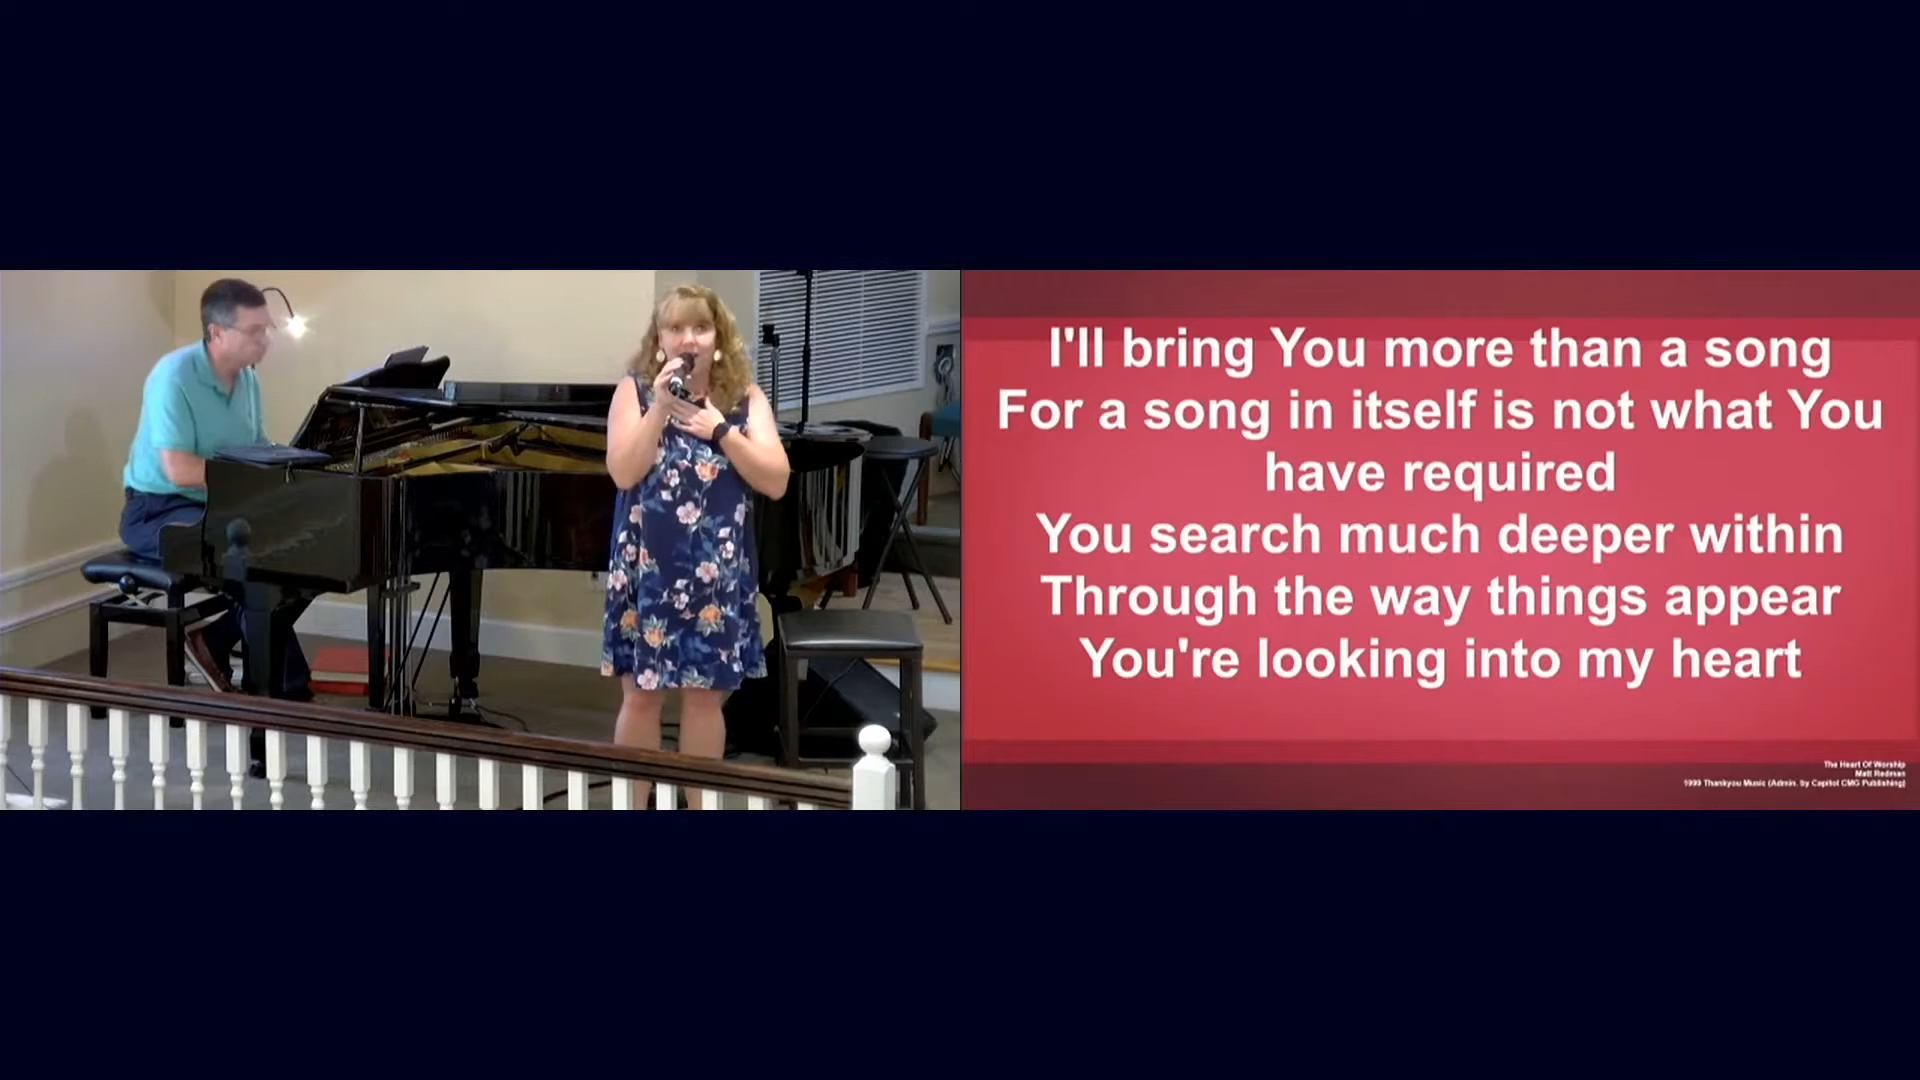 I'll bring You more than a song
For a song in itself is not what You
have required
You search much deeper within
Through the way things appear
You're looking into my heart
The Heart Of Worship
Matt Redman
1999 Thankyou Music (Admin. by Capitol CMG Publishing)